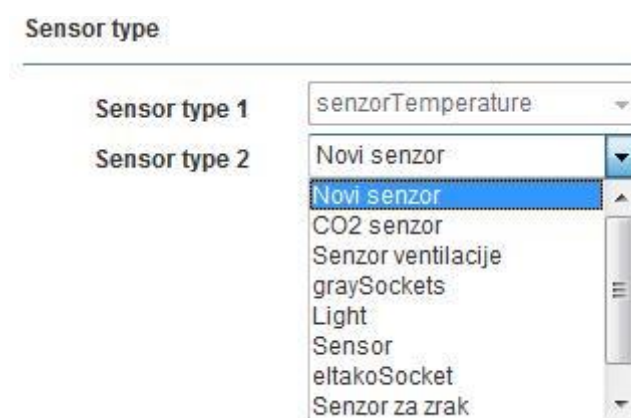 Sensor type
Sensor type 1 senzorTemperature
Sensor type 2 Novi senzor
Novi senzor
CO2 senzor
Senzor ventilacije
graySockets
Light
Sensor
eltakoSocket
Senzor za zrak